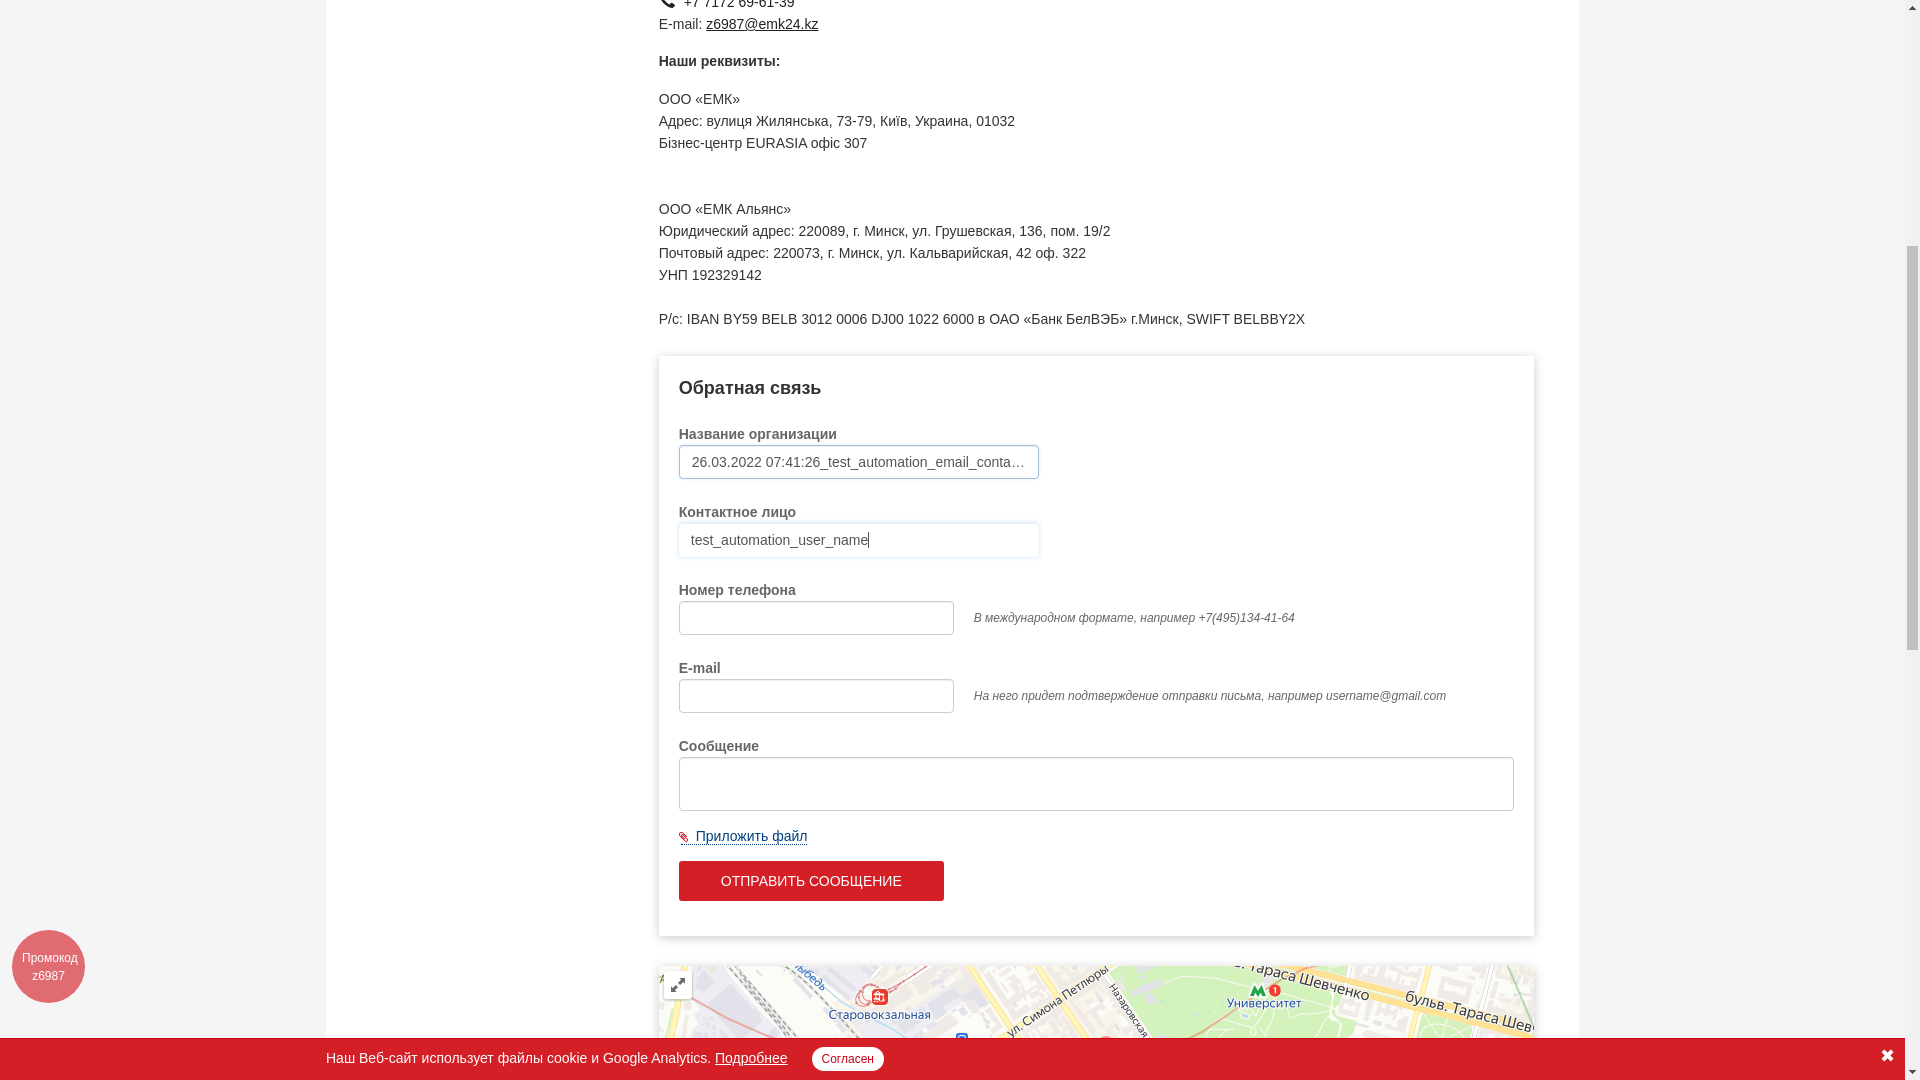 +7 7172 69-61-39
E-mail: z6987@emk24.kz
Наши реквизиты:
ООО «ЕМК»
Адрес: вулиця Жилянська, 73-79, Київ, Украина, 01032
Бізнес-центр EURASIA офіс 307
ООО «ЕМК Альянс»
Юридический адрес: 220089, г. Минск, ул. Грушевская, 136, пом. 19/2
Почтовый адрес: 220073, г. Минск, ул. Кальварийская, 42 оф. 322
УНП 192329142
Р/с: IBAN BY59 BELB 3012 0006 DJ00 1022 6000 в ОАО «Банк БелВЭБ» г.Минск, SWIFT BELBBY2X
Обратная связь
Название организации
26.03.2022 07:41:26_test_automation_email_conta…
Контактное лицо
test_automation_user_name
Номер телефона
В международном формате, например +7(495)134-41-64
E-mail
На него придет подтверждение отправки письма, например username@gmail.com
Сообщение
Приложить файл
ОТПРАВИТЬ СООБЩЕНИЕ
Промокод
z6987
Старовокзальная
ул. Симона Петлюры
Назаровская
Университет
1
Тараса Шевченко
бульв. Тараса Шев
Наш Веб-сайт использует файлы cookie и Google Analytics. Подробнее
Согласен